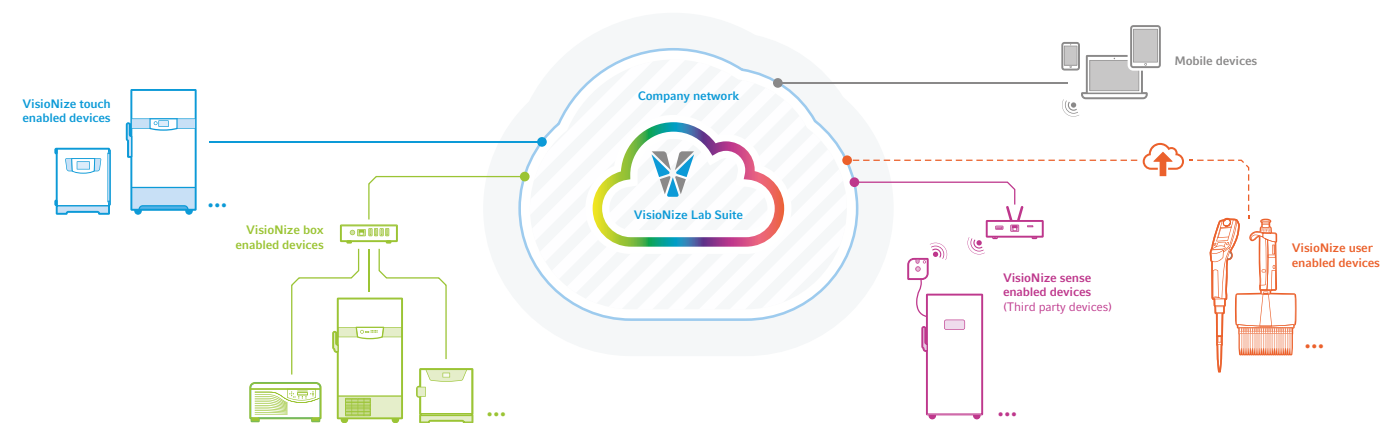 VisioNize touch
enabled devices
VisioNize box
enabled devices
Company network
VisioNize Lab Suite
Mobile devices
VisioNize sense
enabled devices
(Third party devices)
VisioNize user
enabled devices